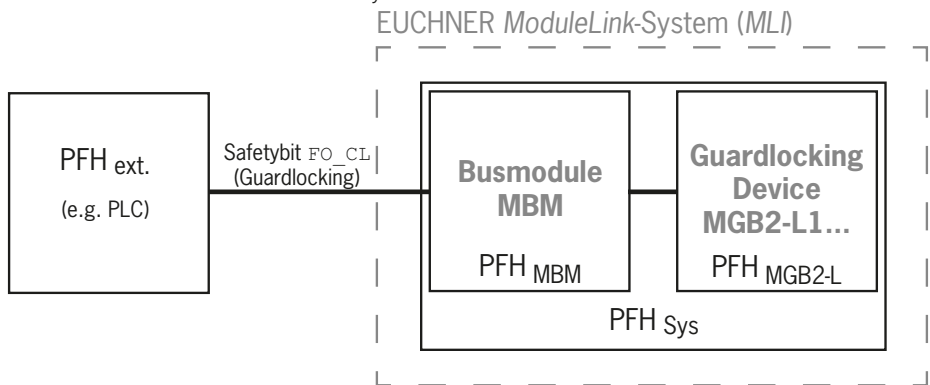 EUCHNER ModuleLink-System (MLI)
PFH ext.
(e.g. PLC)
Safetybit FO_CL
(Guardlocking)
Busmodule
MBM
PFH MBM
Guardlocking
Device
MGB2-L1...
PFH MGB2-L
PFH Sys